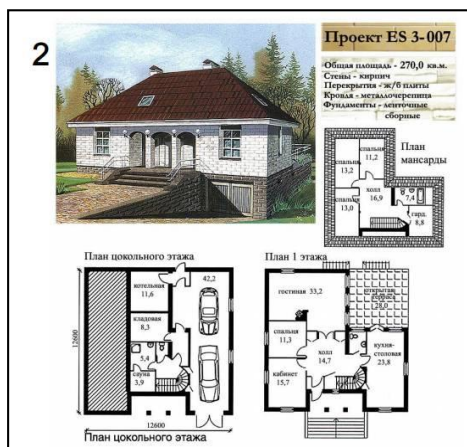 2
Проект ES 3-007
Общая площадь - 270,0 кв.м.
Стены - кирпич
Перекрытия - ж/б плиты
Кровля - металлочерепица
Фундаменты - ленточные
сборные
План
мансарды
спальня
11,2
спальня
13,2
холл
16,9
7,4
спальня
13,0
гард.
8,8
План цокольного этажа
котельная
11,6
42,2
кладовая
8,3
5,4
сауна
3,9
12600
12600
План цокольного этажа
План 1 этажа
гостиная 33,2
открытая
терраса
28,0
спальня
11,3
холл
14,7
кухня-
столовая
23,8
кабинет
15,7